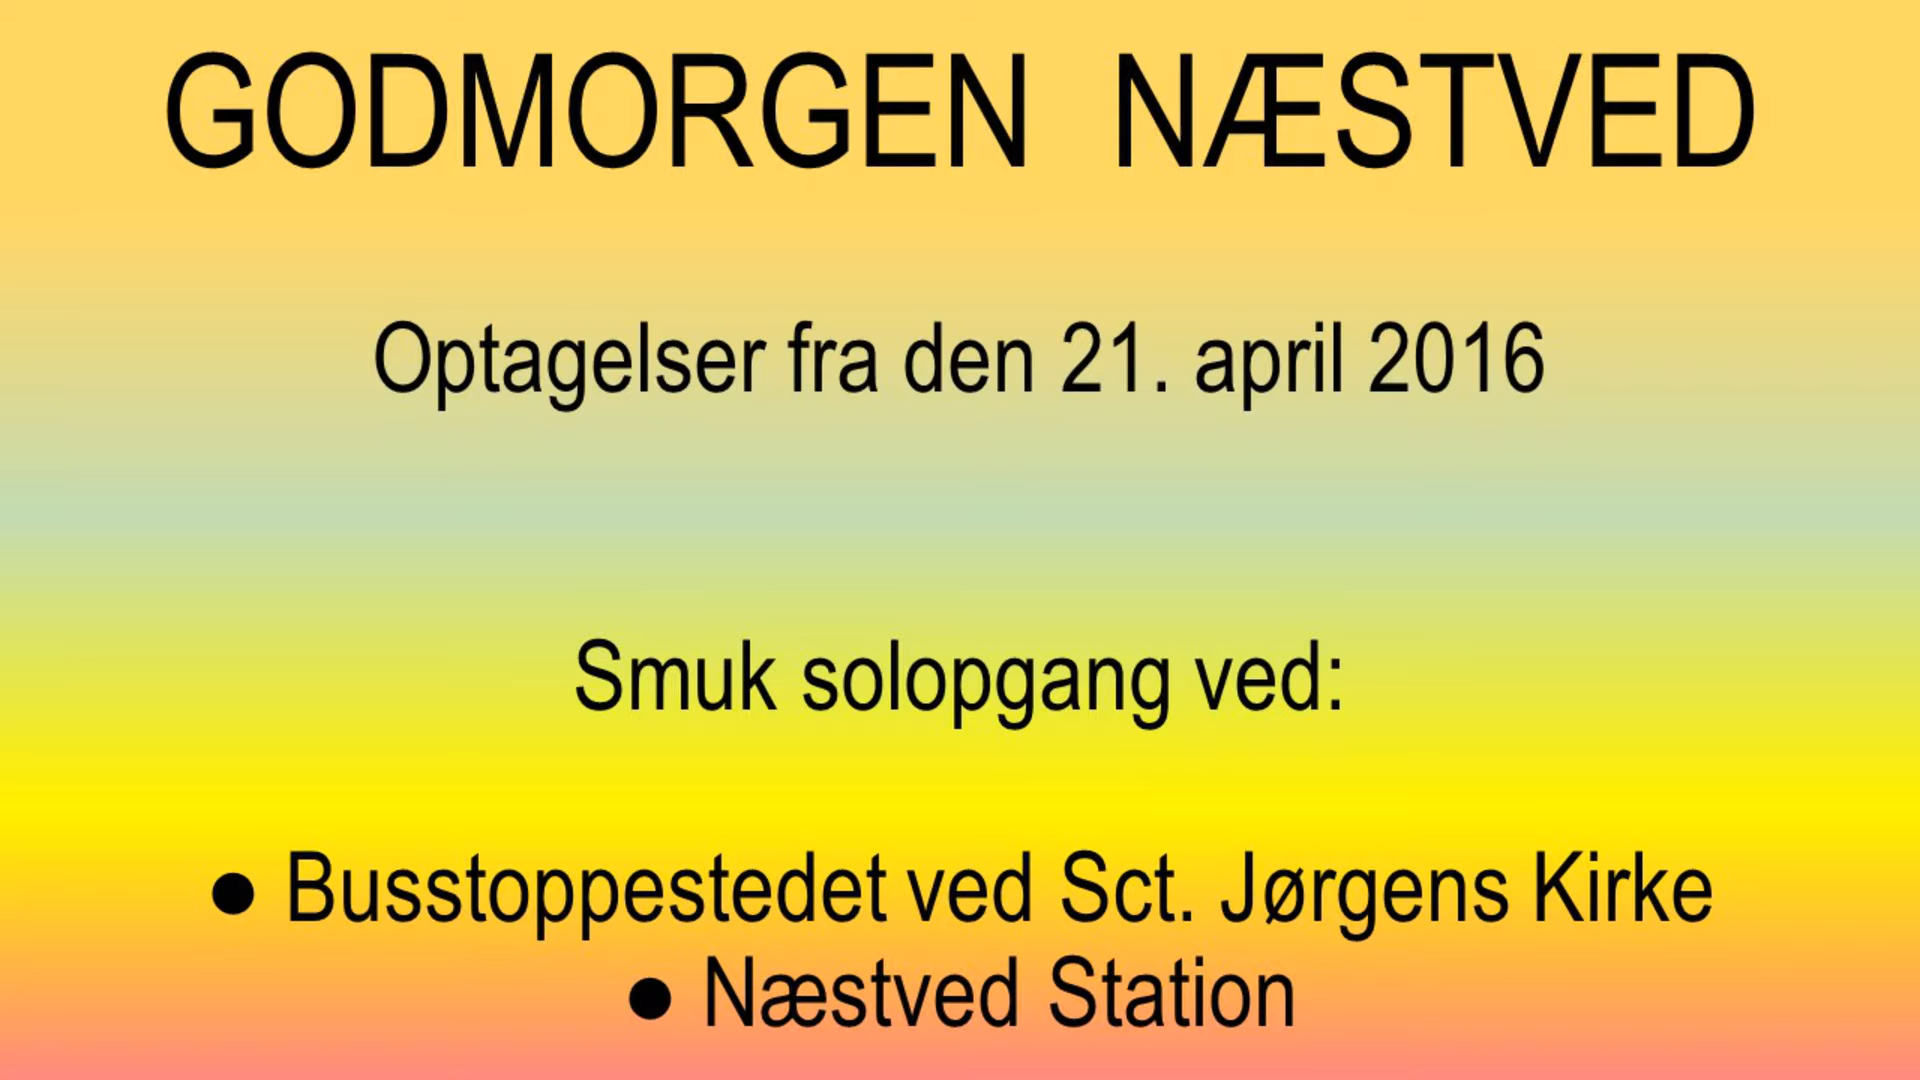 GODMORGEN NÆSTVED
Optagelser fra den 21. april 2016
Smuk solopgang ved:
● Busstoppestedet ved Sct. Jørgens Kirke
● Næstved Station